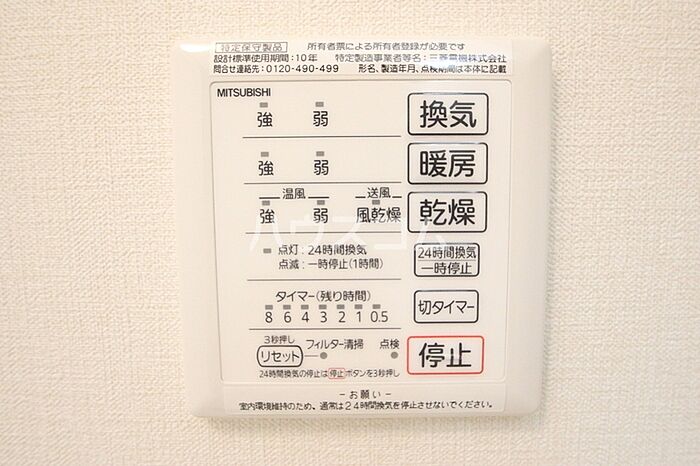 特定保守製品 所有者票による所有者登録が必要です
設計標準使用期間:10年 特定製造事業者等名:三菱電機株式会社
問合せ連絡先:0120-490-499 形名、製造年月、点検期間は本体に記載
MITSUBISHI
強 弱 換気
強 弱 暖房
温風 送風
強 弱 風乾燥 乾燥
ハウスコム
点灯:24時間換気 24時間換気
点滅:一時停止(1時間) 一時停止
タイマー(残り時間)
8 6 4 3 2 1 0.5 切タイマー
3秒押し
リセット フィルター清掃 点検 停止
24時間換気の停止は停止ボタンを3秒押し
-お願い-
室内環境維持のため、通常は24時間換気を停止させないでください。